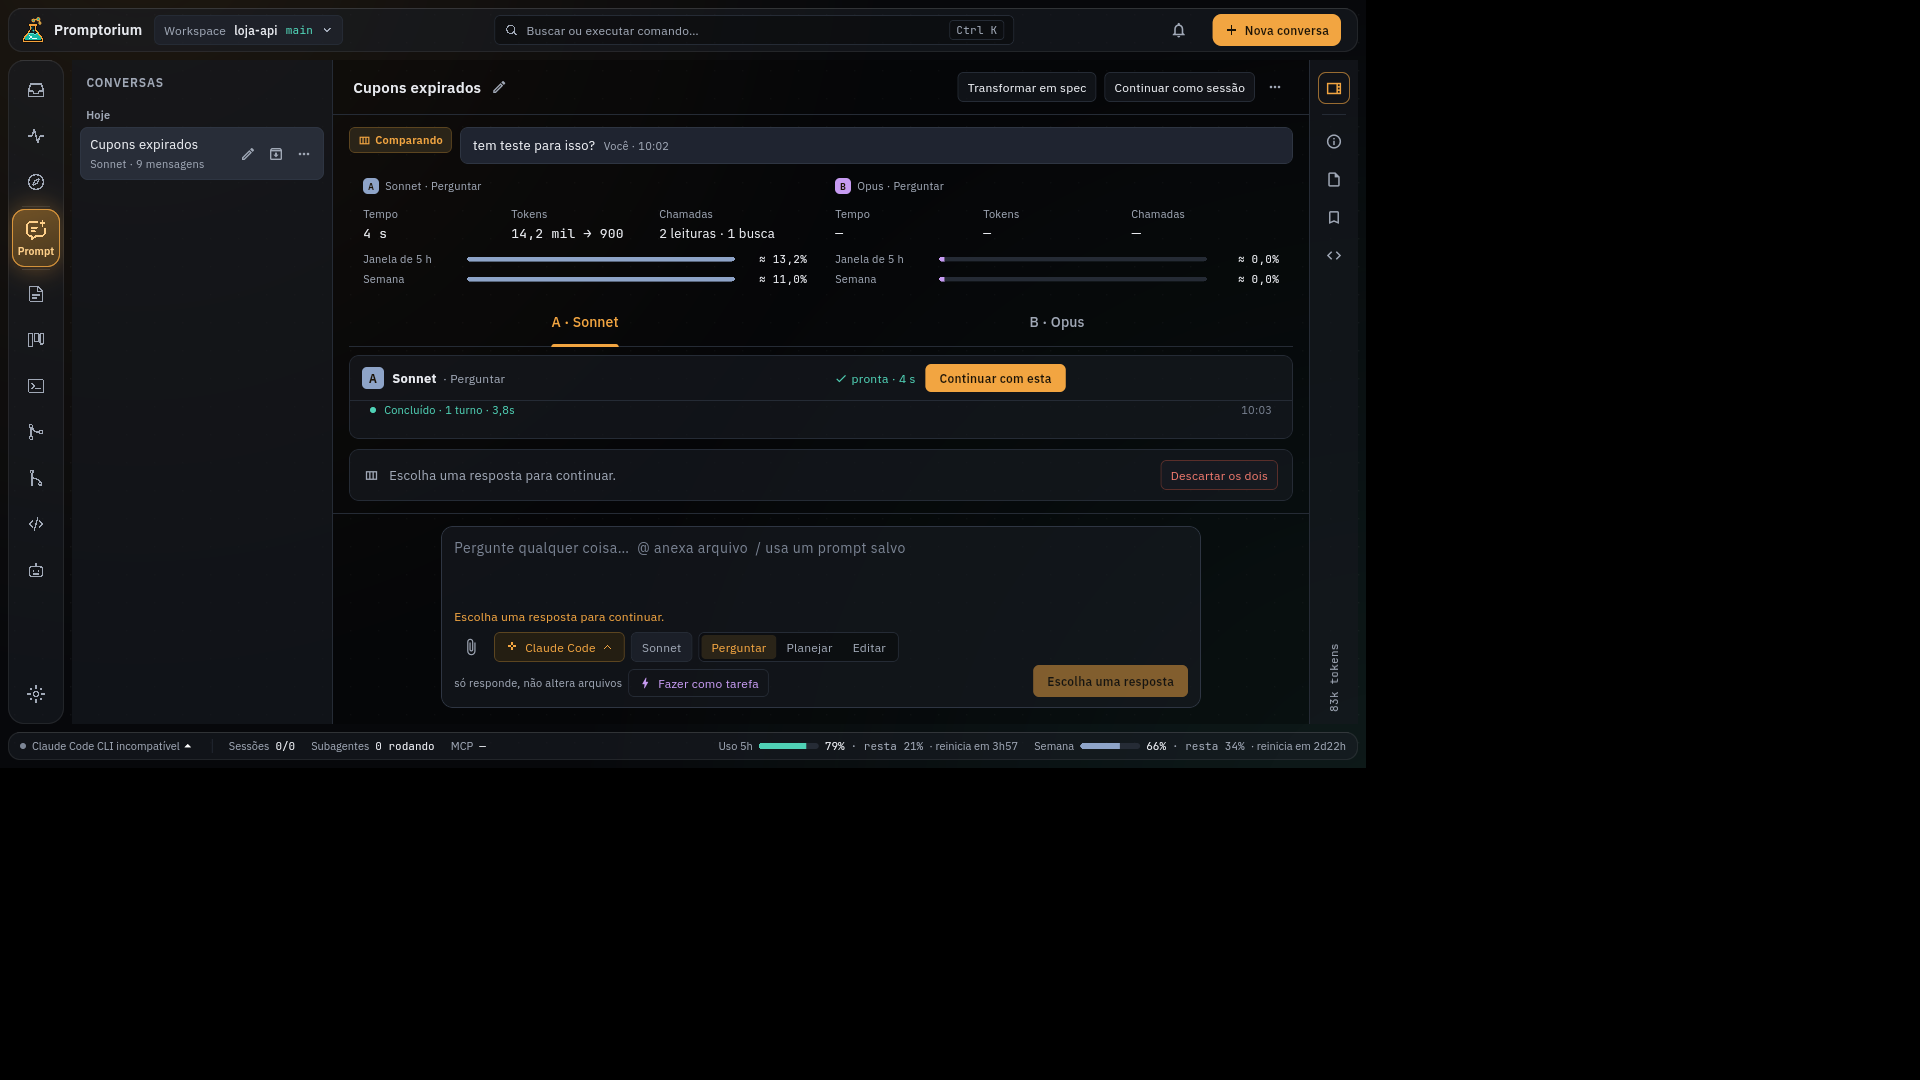 Promptorium
Workspace loja-api main
Buscar ou executar comando...
Ctrl K
Nova conversa
CONVERSAS
Hoje
Cupons expirados
Sonnet · 9 mensagens
Prompt
Cupons expirados
Transformar em spec
Continuar como sessão
Comparando
tem teste para isso? Você · 10:02
A Sonnet · Perguntar
Tempo Tokens Chamadas
4 s 14,2 mil → 900 2 leituras · 1 busca
Janela de 5 h ≈ 13,2%
Semana ≈ 11,0%
B Opus · Perguntar
Tempo Tokens Chamadas
— — —
Janela de 5 h ≈ 0,0%
Semana ≈ 0,0%
A · Sonnet
B · Opus
A Sonnet · Perguntar
pronta · 4 s
Continuar com esta
Concluído · 1 turno · 3,8s
10:03
Escolha uma resposta para continuar.
Descartar os dois
Pergunte qualquer coisa... @ anexa arquivo / usa um prompt salvo
Escolha uma resposta para continuar.
Claude Code
Sonnet
Perguntar
Planejar
Editar
só responde, não altera arquivos
Fazer como tarefa
Escolha uma resposta
83k tokens
Claude Code CLI incompatível
Sessões 0/0
Subagentes 0 rodando
MCP —
Uso 5h 79% · resta 21% · reinicia em 3h57
Semana 66% · resta 34% · reinicia em 2d22h